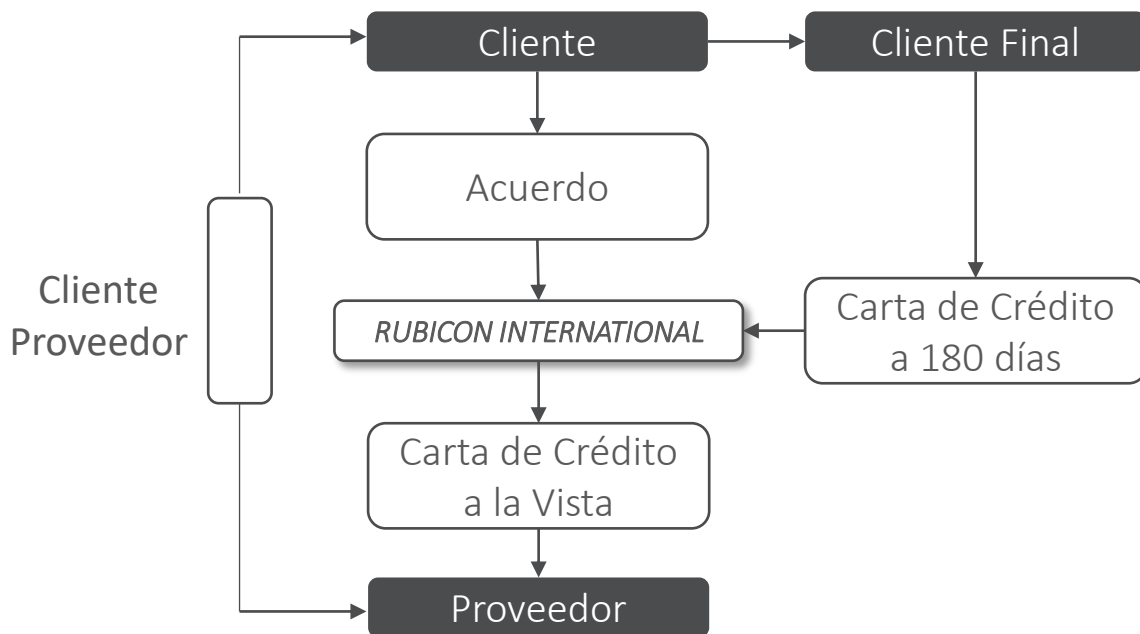 Cliente
Cliente Final
Acuerdo
Cliente
Proveedor
RUBICON INTERNATIONAL
Carta de Crédito
a 180 días
Carta de Crédito
a la Vista
Proveedor